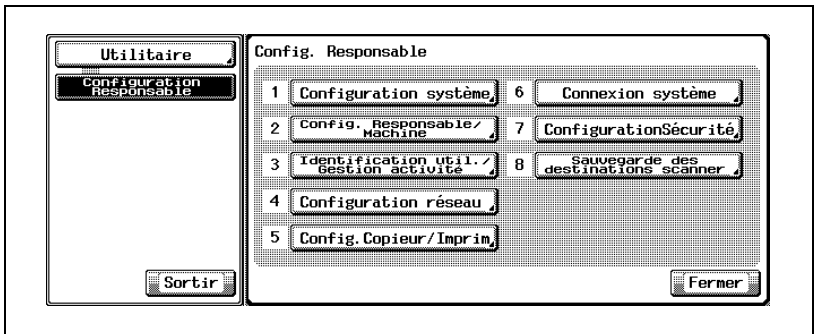 Utilitaire
Configuration
Responsable
Sortir
Config. Responsable
1 Configuration système
2 Config. Responsable/
Machine
3 Identification util./
Gestion activité
4 Configuration réseau
5 Config.Copieur/Imprim
6 Connexion système
7 ConfigurationSécurité
8 Sauvegarde des
destinations scanner
Fermer